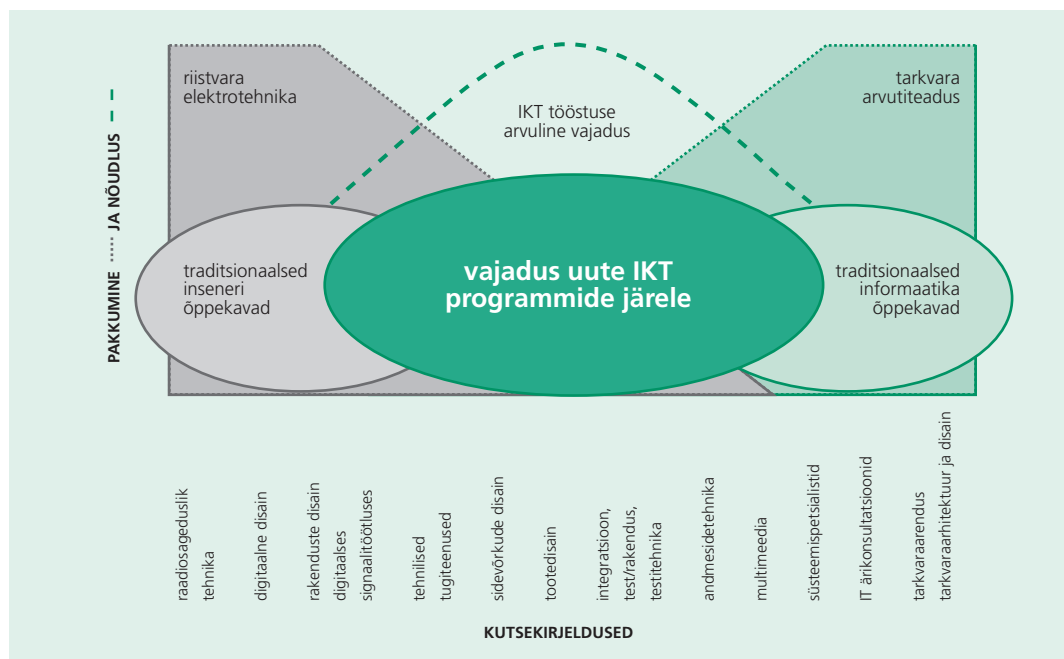 riistvara
elektrotehnika
tarkvara
arvutiteadus
IKT tööstuse
arvuline vajadus
PAKKUMINE ····· JA NÕUDLUS – –
traditsionaalsed
inseneri
õppekavad
vajadus uute IKT
programmide järele
traditsionaalsed
informaatika
õppekavad
raadiosageduslik
tehnika
digitaalne disain
rakenduste disain
digitaalses
signaalitöötluses
tehnilised
tugiteenused
sidevõrkude disain
tootedisain
integratsioon,
test/rakendus,
testitehnika
andmesidetehnika
multimeedia
süsteemispetsialistid
IT ärikonsultatsioonid
tarkvaraarendus
tarkvaraarhitektuur ja disain
KUTSEKIRJELDUSED